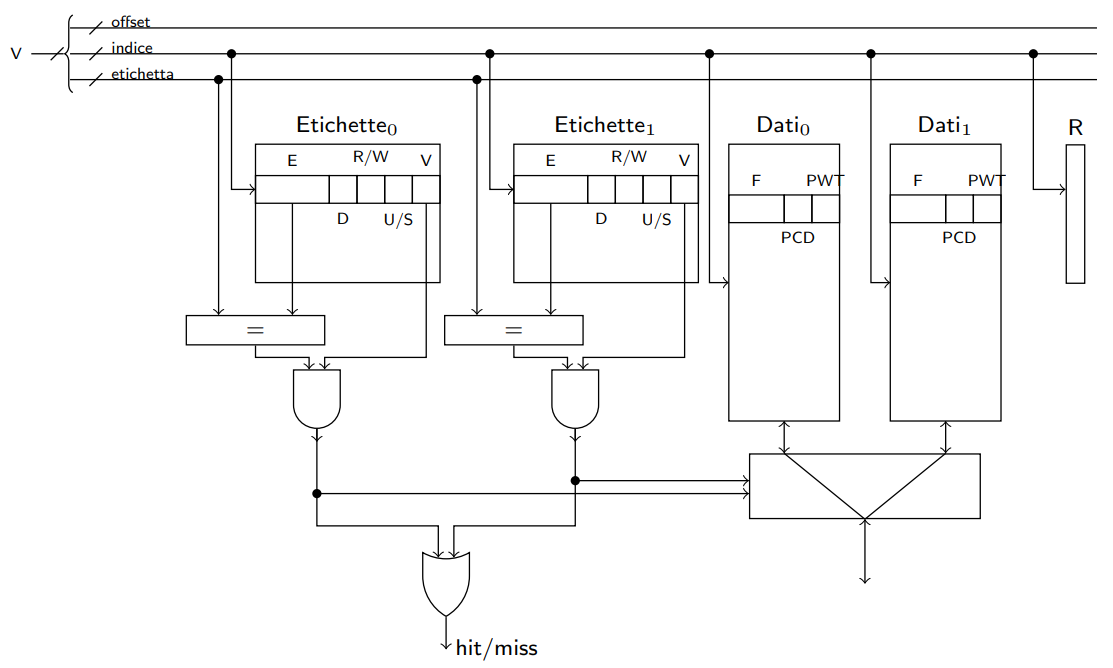 offset
V indice
etichetta
Etichette₀ Etichette₁ Dati₀ Dati₁ R
E R/W V E R/W V
F PWT F PWT
D U/S D U/S
PCD PCD
= =
hit/miss